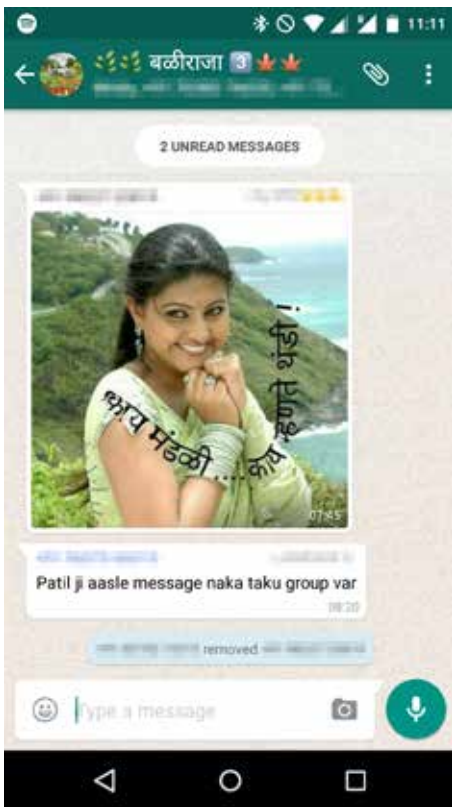 11:11
बळीराजा 3
2 UNREAD MESSAGES
काय मंडळी .... काय म्हणते थंडी !
07:45
Patil ji aasle message naka taku group var
09:20
removed
Type a message